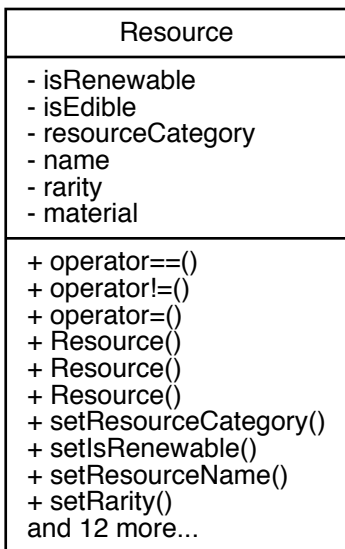 Resource
- isRenewable
- isEdible
- resourceCategory
- name
- rarity
- material
+ operator==()
+ operator!=()
+ operator=()
+ Resource()
+ Resource()
+ Resource()
+ setResourceCategory()
+ setIsRenewable()
+ setResourceName()
+ setRarity()
and 12 more...